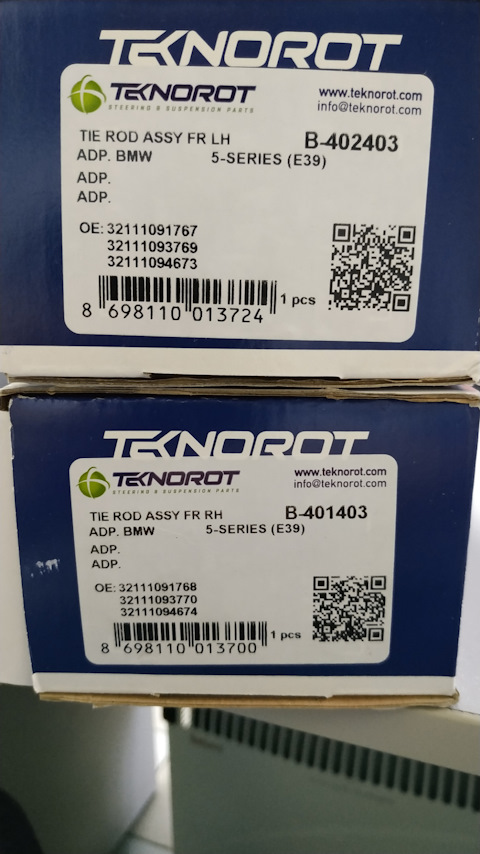 TEKNOROT
TEKNOROT
STEERING & SUSPENSION PARTS
www.teknorot.com
info@teknorot.com
TIE ROD ASSY FR LH B-402403
ADP. BMW 5-SERIES (E39)
ADP.
ADP.
OE: 32111091767
32111093769
32111094673
1 pcs
8 698110 013724
TEKNOROT
TEKNOROT
STEERING & SUSPENSION PARTS
www.teknorot.com
info@teknorot.com
TIE ROD ASSY FR RH B-401403
ADP. BMW 5-SERIES (E39)
ADP.
ADP.
OE: 32111091768
32111093770
32111094674
1 pcs
8 698110 013700